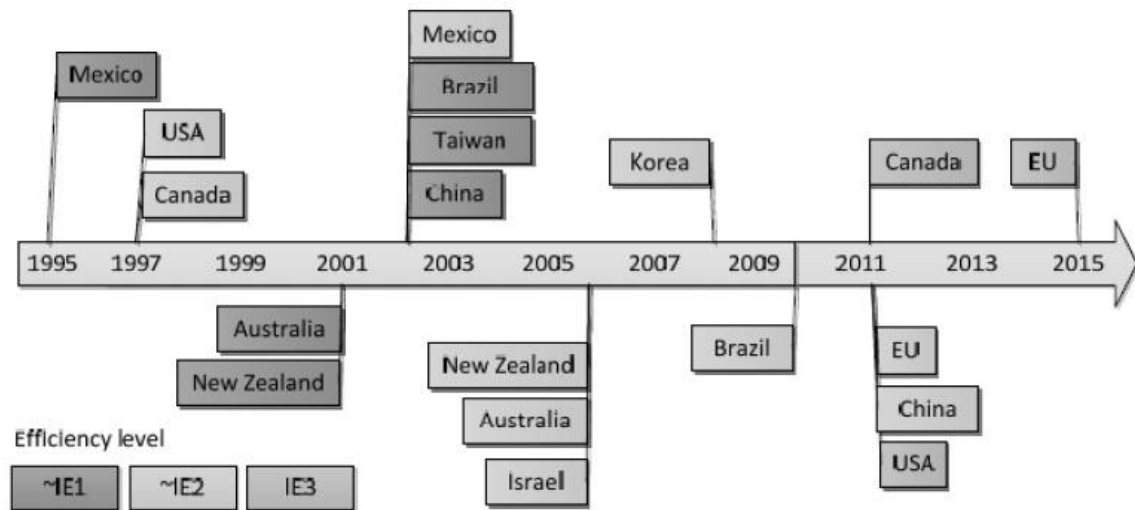 Mexico
Mexico
Brazil
USA
Taiwan
Korea
Canada
EU
Canada
China
1995 1997 1999 2001 2003 2005 2007 2009 2011 2013 2015
Australia
New Zealand
New Zealand
Australia
Israel
Brazil
EU
China
USA
Efficiency level
~IE1 ~IE2 IE3